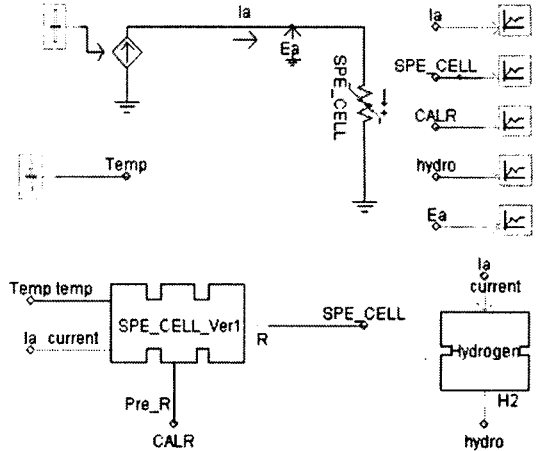 Ia
Ea
SPE_CELL
Temp
Ia
SPE_CELL
CALR
hydro
Ea
Temp temp
Ia current
SPE_CELL_Ver1
R
SPE_CELL
Pre_R
CALR
Ia
current
Hydrogen
H2
hydro